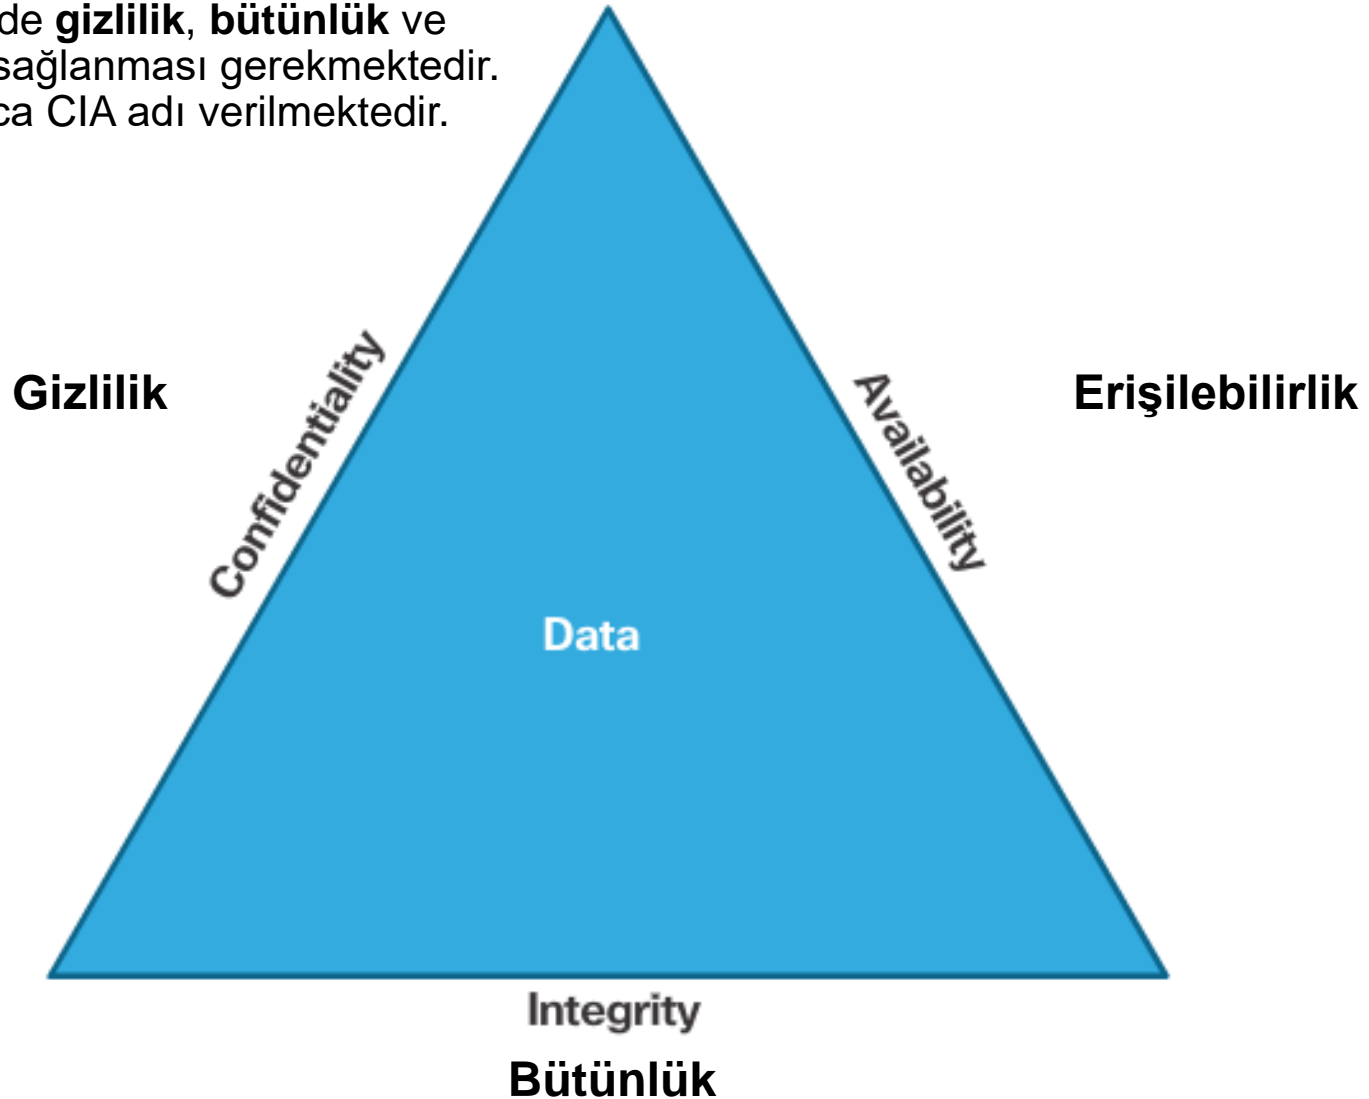 de gizlilik, bütünlük ve
sağlanması gerekmektedir.
ca CIA adı verilmektedir.
Confidentiality
Gizlilik
Availability
Erişilebilirlik
Data
Integrity
Bütünlük